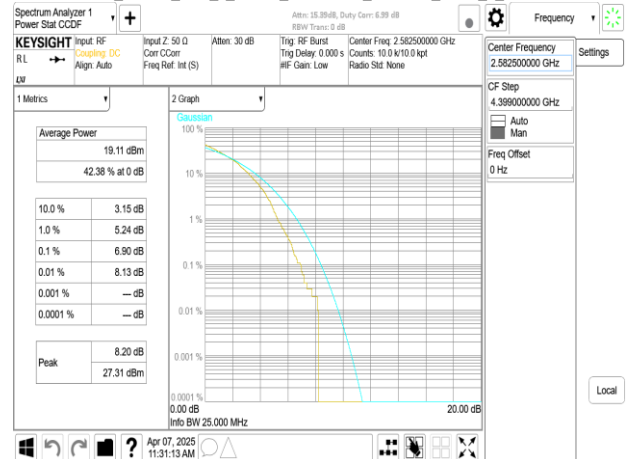 Spectrum Analyzer 1
Power Stat CCDF
Attn: 15.39dB, Duty Corr: 6.99 dB
RBW Trans: 0 dB
Frequency
KEYSIGHT
RL
LXI
Input: RF
Coupling: DC
Align: Auto
Input Z: 50 Ω
Corr CCorr
Freq Ref: Int (S)
Atten: 30 dB
Trig: RF Burst
Trig Delay: 0.000 s
#IF Gain: Low
Center Freq: 2.582500000 GHz
Counts: 10.0 k/10.0 kpt
Radio Std: None
Center Frequency
2.582500000 GHz
Settings
CF Step
4.399000000 GHz
Auto
Man
Freq Offset
0 Hz
1 Metrics
Average Power
19.11 dBm
42.38 % at 0 dB
10.0 % 3.15 dB
1.0 % 5.24 dB
0.1 % 6.90 dB
0.01 % 8.13 dB
0.001 % --- dB
0.0001 % --- dB
Peak
8.20 dB
27.31 dBm
2 Graph
Gaussian
100 %
10 %
1 %
0.1 %
0.01 %
0.001 %
0.0001 %
0.00 dB 20.00 dB
Info BW 25.000 MHz
Local
?
Apr 07, 2025
11:31:13 AM